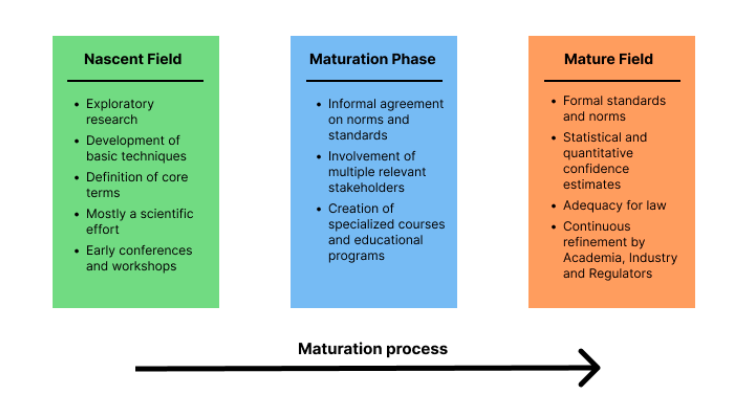 Nascent Field
• Exploratory
research
• Development of
basic techniques
• Definition of core
terms
• Mostly a scientific
effort
• Early conferences
and workshops
Maturation Phase
• Informal agreement
on norms and
standards
• Involvement of
multiple relevant
stakeholders
• Creation of
specialized courses
and educational
programs
Mature Field
• Formal standards
and norms
• Statistical and
quantitative
confidence
estimates
• Adequacy for law
• Continuous
refinement by
Academia, Industry
and Regulators
Maturation process